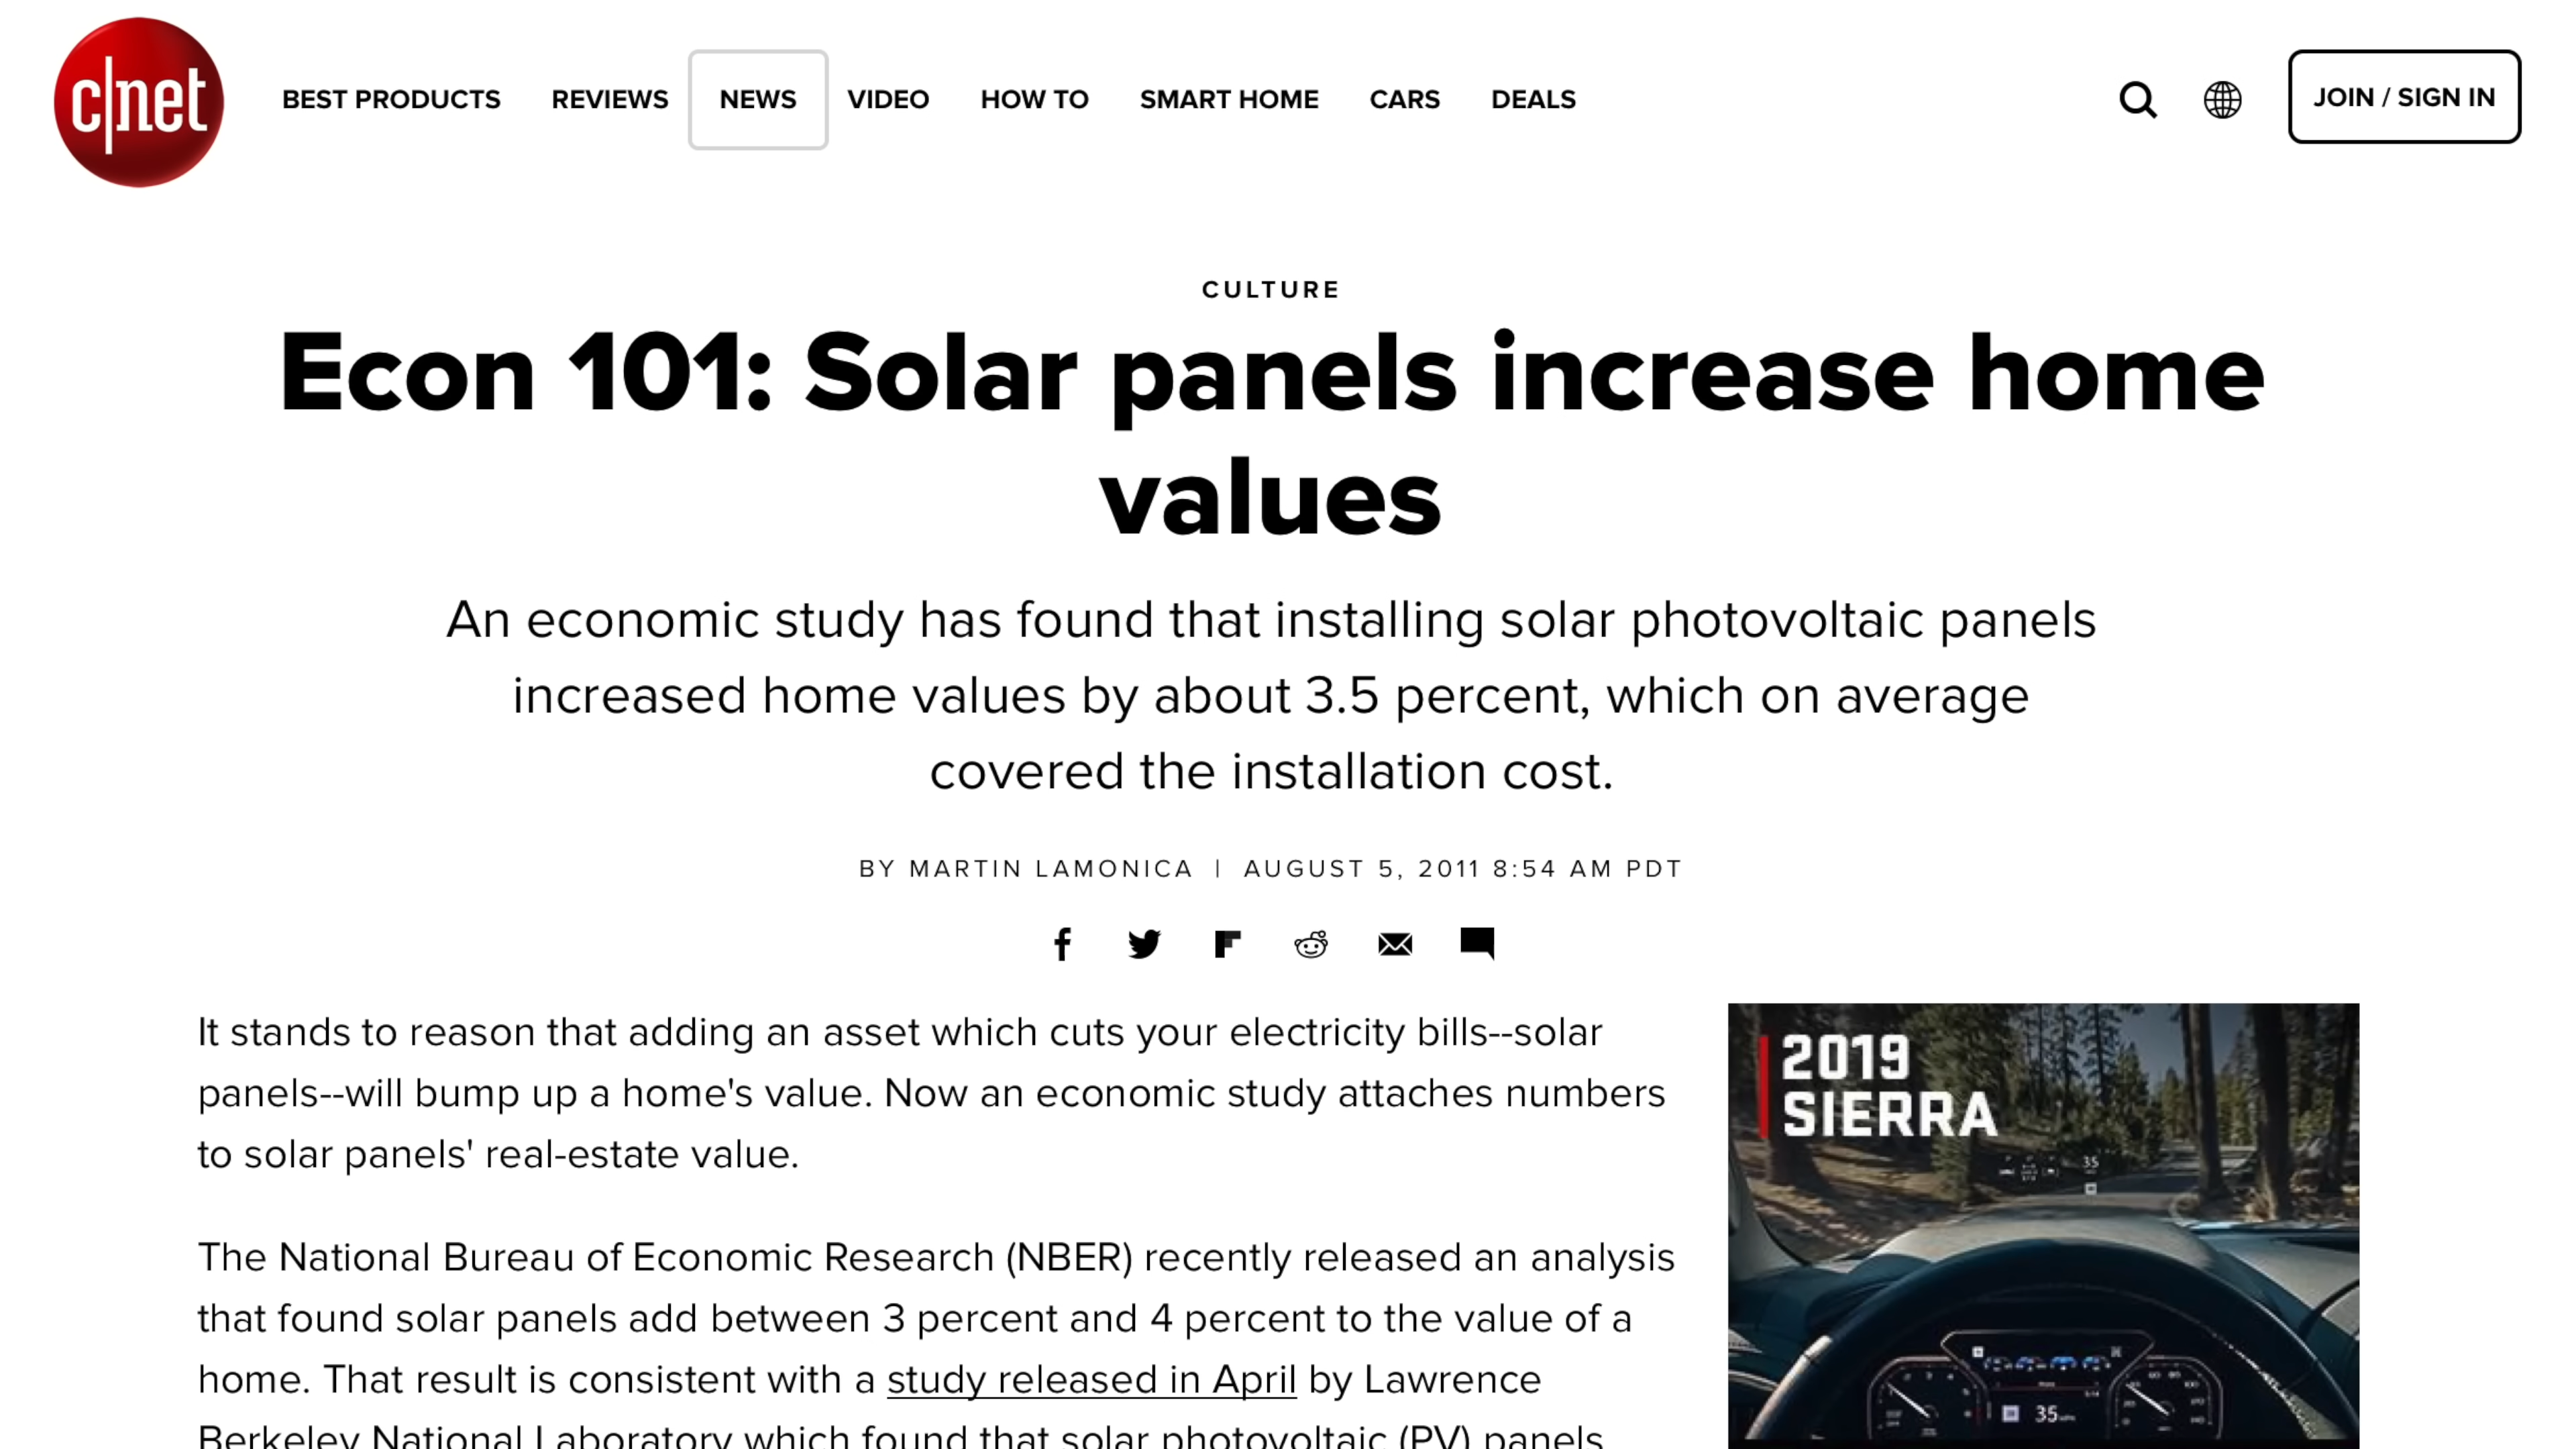 c|net
BEST PRODUCTS
REVIEWS
NEWS
VIDEO
HOW TO
SMART HOME
CARS
DEALS
JOIN / SIGN IN
CULTURE
Econ 101: Solar panels increase home
values
An economic study has found that installing solar photovoltaic panels
increased home values by about 3.5 percent, which on average
covered the installation cost.
BY MARTIN LAMONICA | AUGUST 5, 2011 8:54 AM PDT
It stands to reason that adding an asset which cuts your electricity bills--solar
panels--will bump up a home's value. Now an economic study attaches numbers
to solar panels' real-estate value.
The National Bureau of Economic Research (NBER) recently released an analysis
that found solar panels add between 3 percent and 4 percent to the value of a
home. That result is consistent with a study released in April by Lawrence
Berkeley National Laboratory which found that solar photovoltaic (PV) panels
2019
SIERRA
35
35